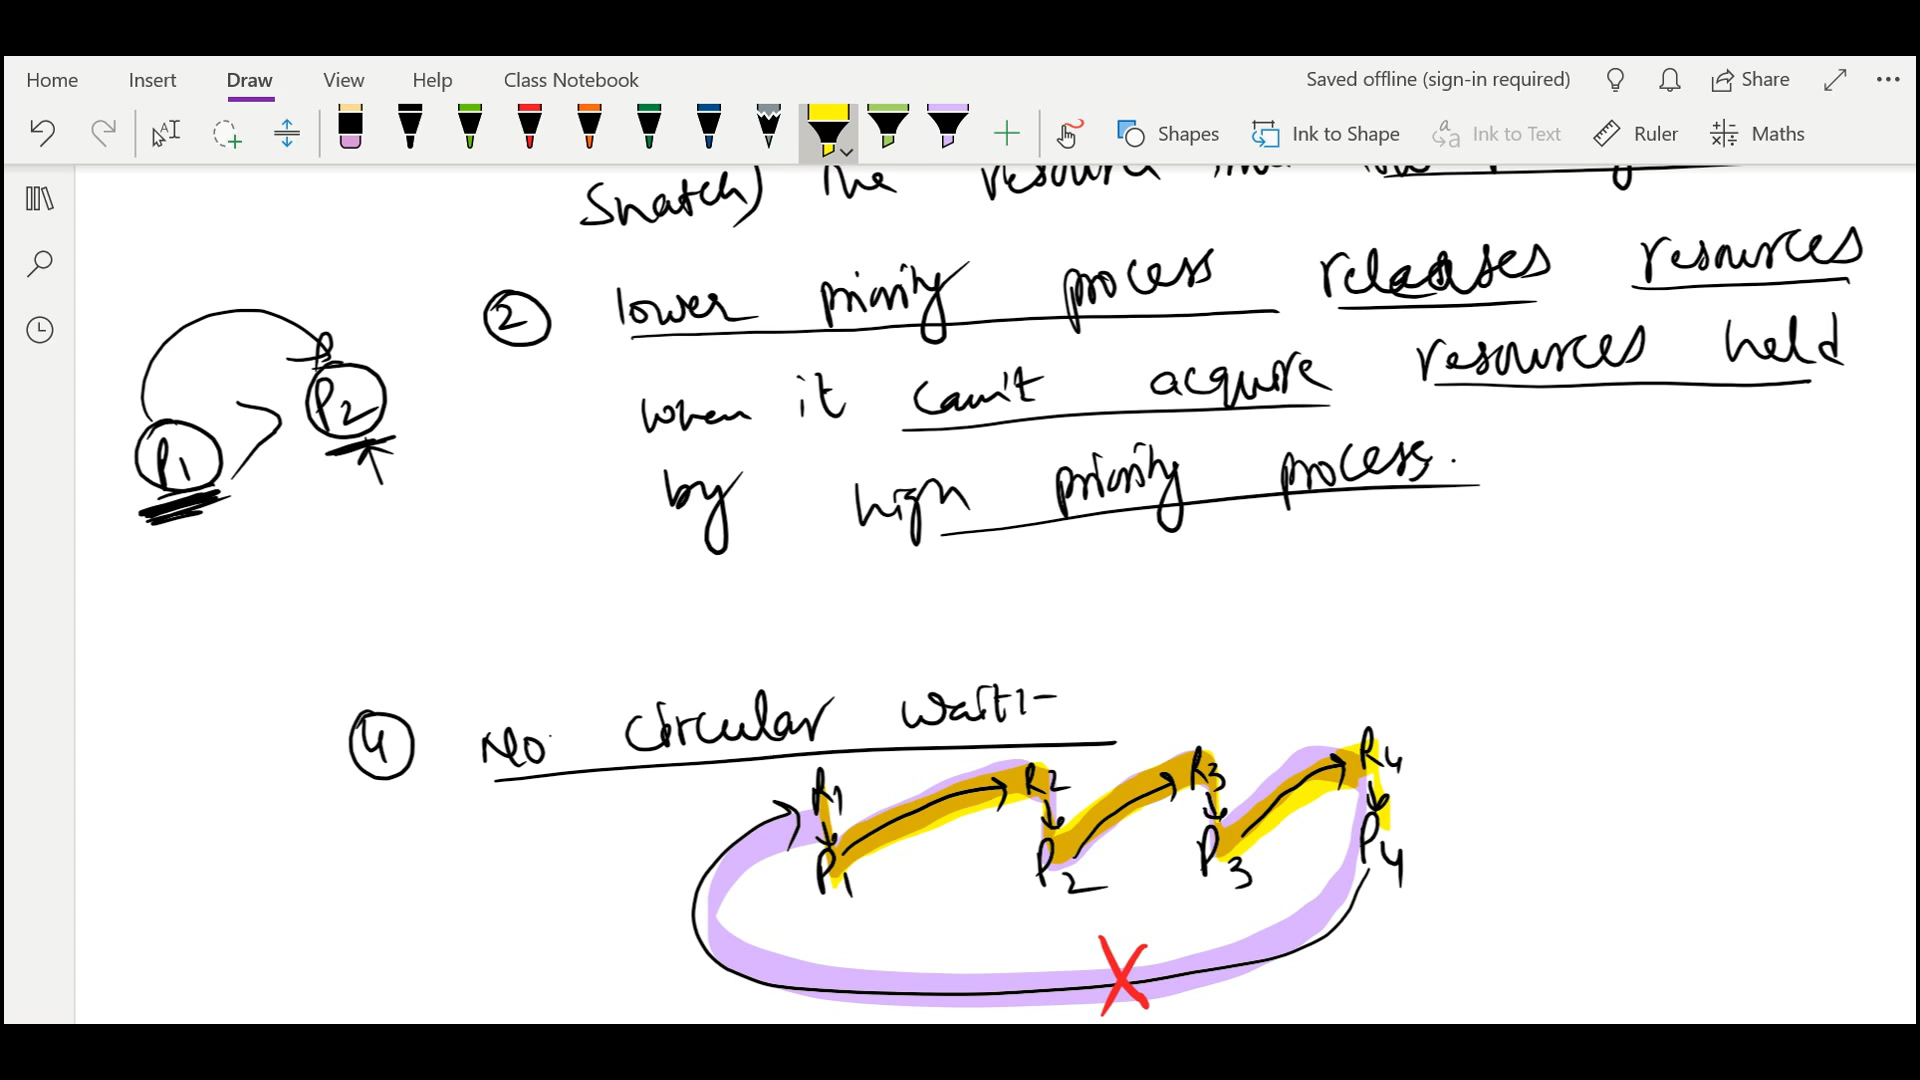 Home Insert Draw View Help Class Notebook Saved offline (sign-in required) Share
Shapes Ink to Shape Ink to Text Ruler Maths
Snatch) the resource
② lower priority process releases resources
when it can't acquire resources held
by high priority process.
P
P2
P1
④ No circular wait:-
R1 R2 R3 R4
P1 P2 P3 P4
X